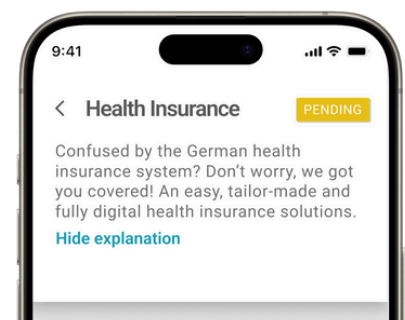 9:41
Health Insurance
PENDING
Confused by the German health
insurance system? Don't worry, we got
you covered! An easy, tailor-made and
fully digital health insurance solutions.
Hide explanation